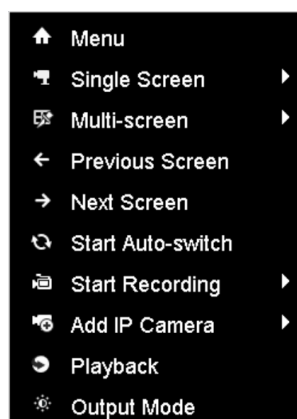 Menu
Single Screen
Multi-screen
Previous Screen
Next Screen
Start Auto-switch
Start Recording
Add IP Camera
Playback
Output Mode